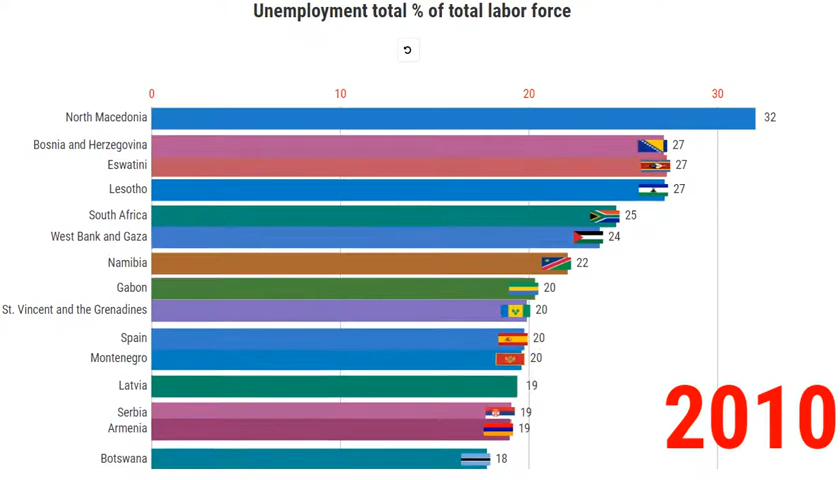 Unemployment total % of total labor force
0 10 20 30
North Macedonia 32
Bosnia and Herzegovina 27
Eswatini 27
Lesotho 27
South Africa 25
West Bank and Gaza 24
Namibia 22
Gabon 20
St. Vincent and the Grenadines 20
Spain 20
Montenegro 20
Latvia 19
Serbia 19
Armenia 19
Botswana 18
2010